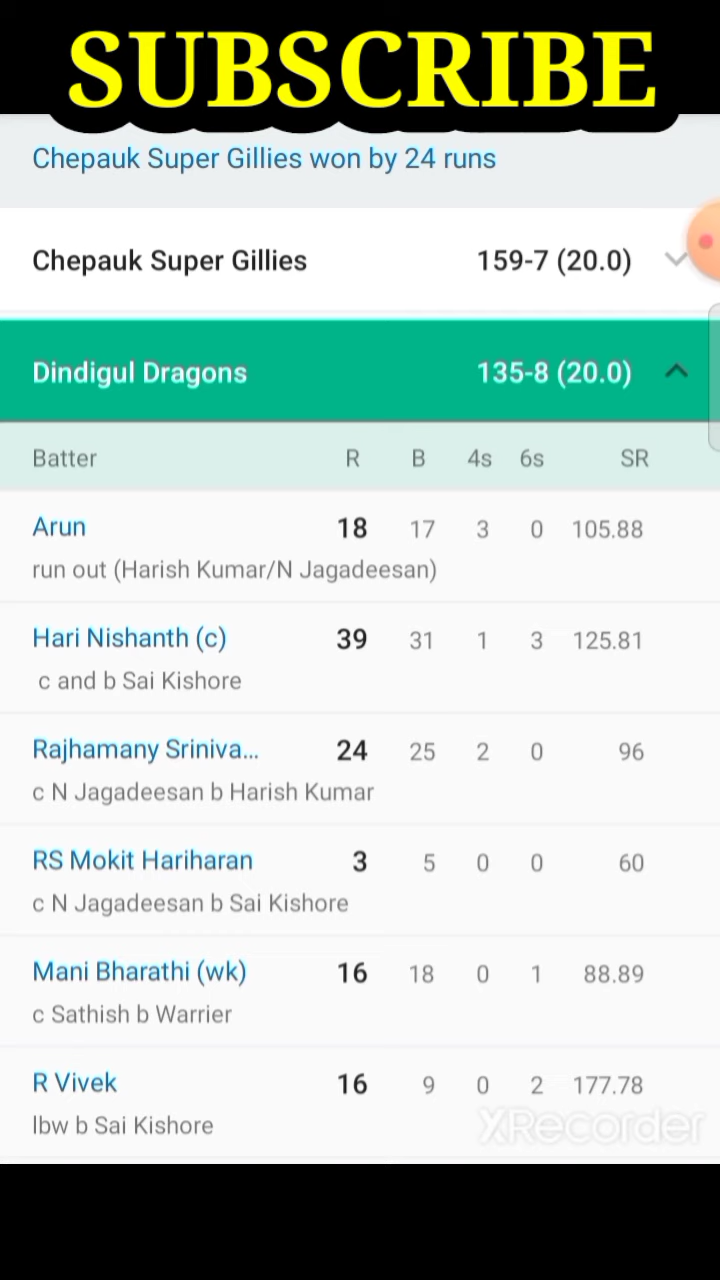 SUBSCRIBE
Chepauk Super Gillies won by 24 runs
Chepauk Super Gillies 159-7 (20.0)
Dindigul Dragons 135-8 (20.0)
Batter R B 4s 6s SR
Arun 18 17 3 0 105.88
run out (Harish Kumar/N Jagadeesan)
Hari Nishanth (c) 39 31 1 3 125.81
c and b Sai Kishore
Rajhamany Sriniva... 24 25 2 0 96
c N Jagadeesan b Harish Kumar
RS Mokit Hariharan 3 5 0 0 60
c N Jagadeesan b Sai Kishore
Mani Bharathi (wk) 16 18 0 1 88.89
c Sathish b Warrier
R Vivek 16 9 0 2 177.78
lbw b Sai Kishore
XRecorder